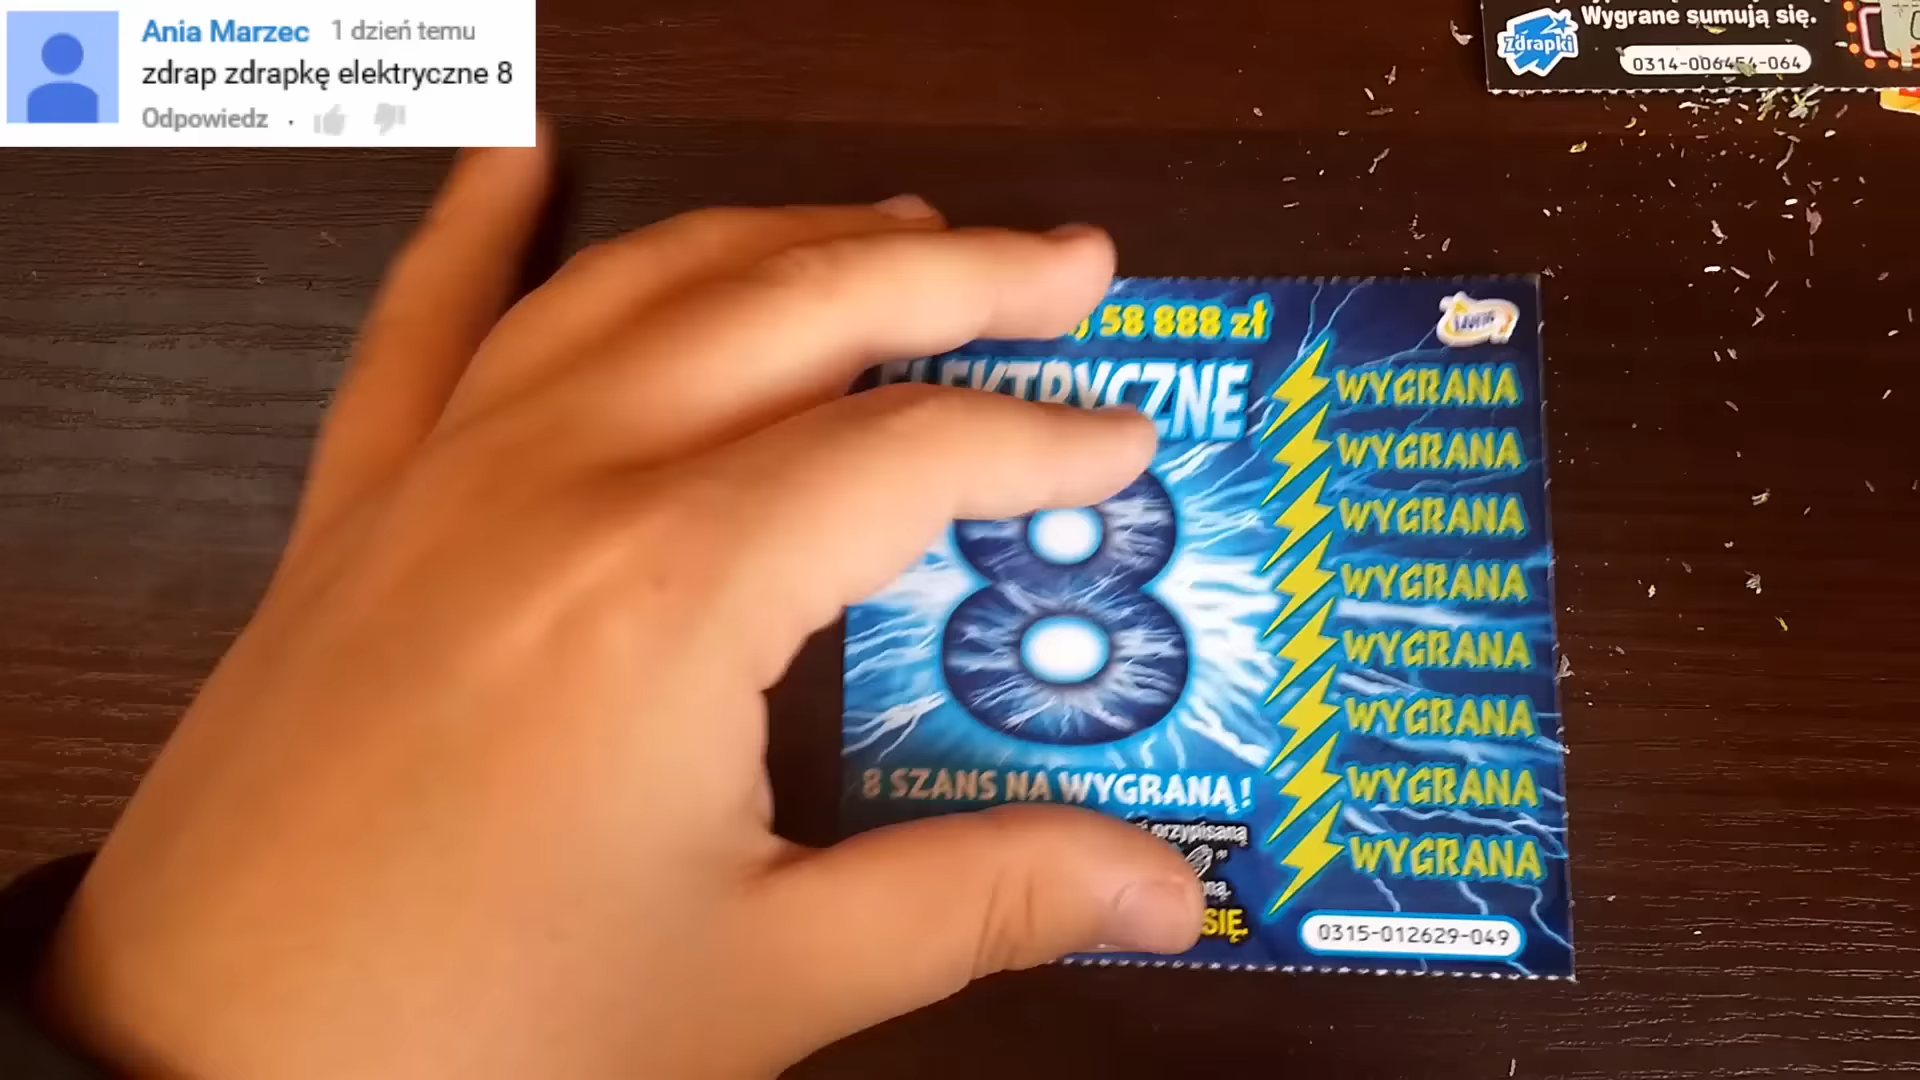 Ania Marzec 1 dzień temu
zdrap zdrapkę elektryczne 8
Odpowiedz
Wygrane sumują się.
Zdrapki
0314-006454-064
58 888 zł
ELEKTRYCZNE
8
8 SZANS NA WYGRANĄ!
przypisaną
SIĘ.
WYGRANA
WYGRANA
WYGRANA
WYGRANA
WYGRANA
WYGRANA
WYGRANA
WYGRANA
0315-012629-049